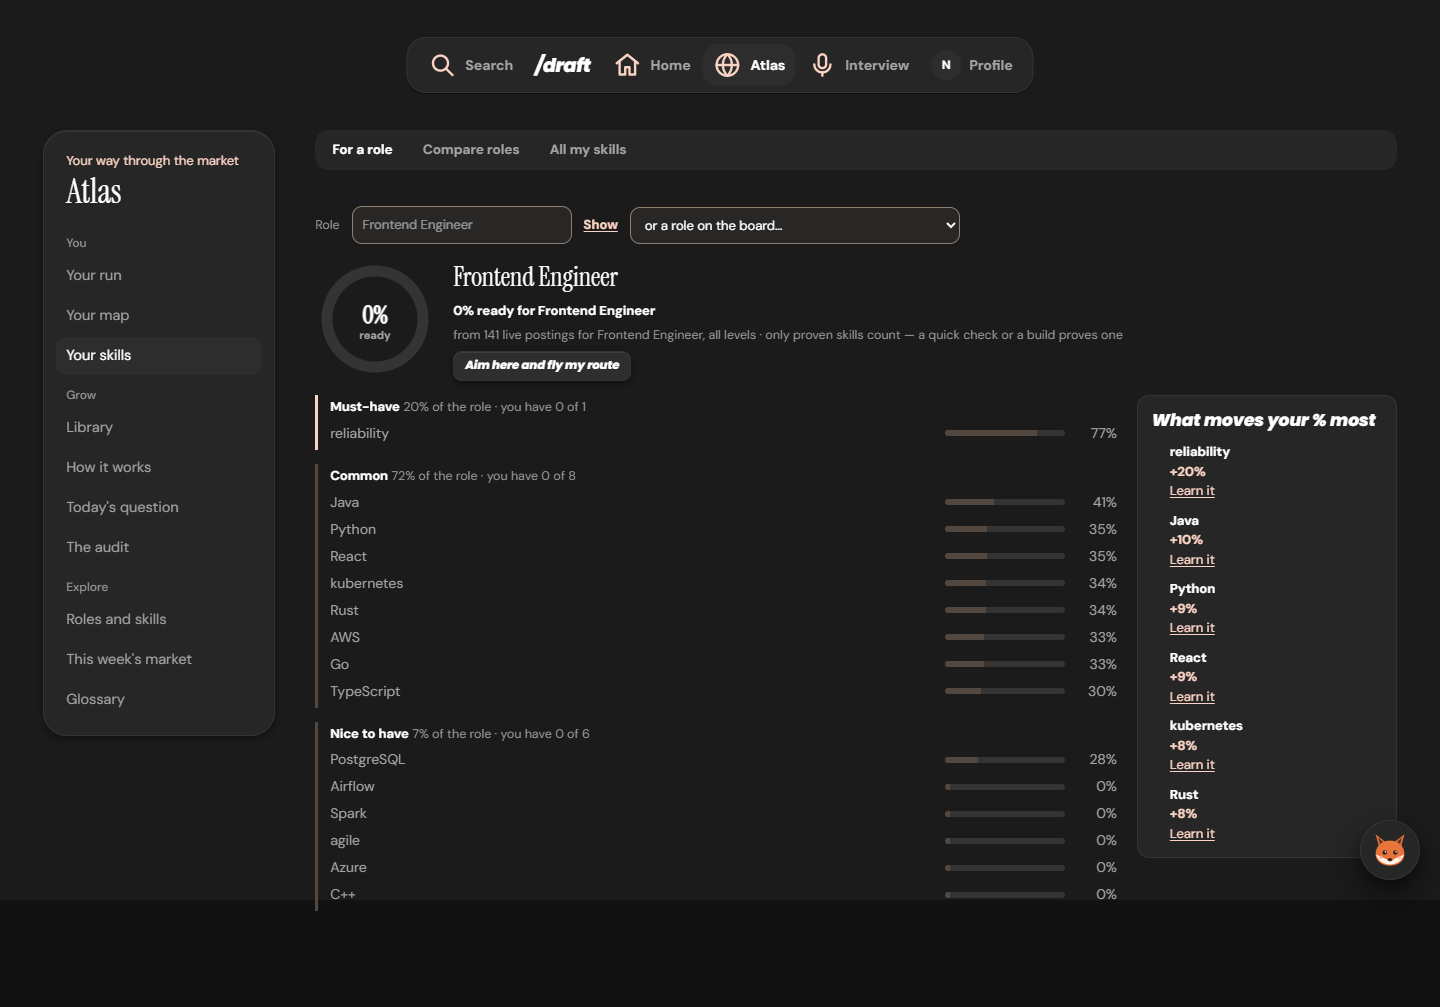 Search
/draft
Home
Atlas
Interview
N
Profile
Your way through the market
Atlas
You
Your run
Your map
Your skills
Grow
Library
How it works
Today's question
The audit
Explore
Roles and skills
This week's market
Glossary
For a role
Compare roles
All my skills
Role
Frontend Engineer
Show
or a role on the board...
0%
ready
Frontend Engineer
0% ready for Frontend Engineer
from 141 live postings for Frontend Engineer, all levels · only proven skills count — a quick check or a build proves one
Aim here and fly my route
Must-have 20% of the role · you have 0 of 1
reliability 77%
Common 72% of the role · you have 0 of 8
Java 41%
Python 35%
React 35%
kubernetes 34%
Rust 34%
AWS 33%
Go 33%
TypeScript 30%
Nice to have 7% of the role · you have 0 of 6
PostgreSQL 28%
Airflow 0%
Spark 0%
agile 0%
Azure 0%
C++ 0%
What moves your % most
reliability
+20%
Learn it
Java
+10%
Learn it
Python
+9%
Learn it
React
+9%
Learn it
kubernetes
+8%
Learn it
Rust
+8%
Learn it